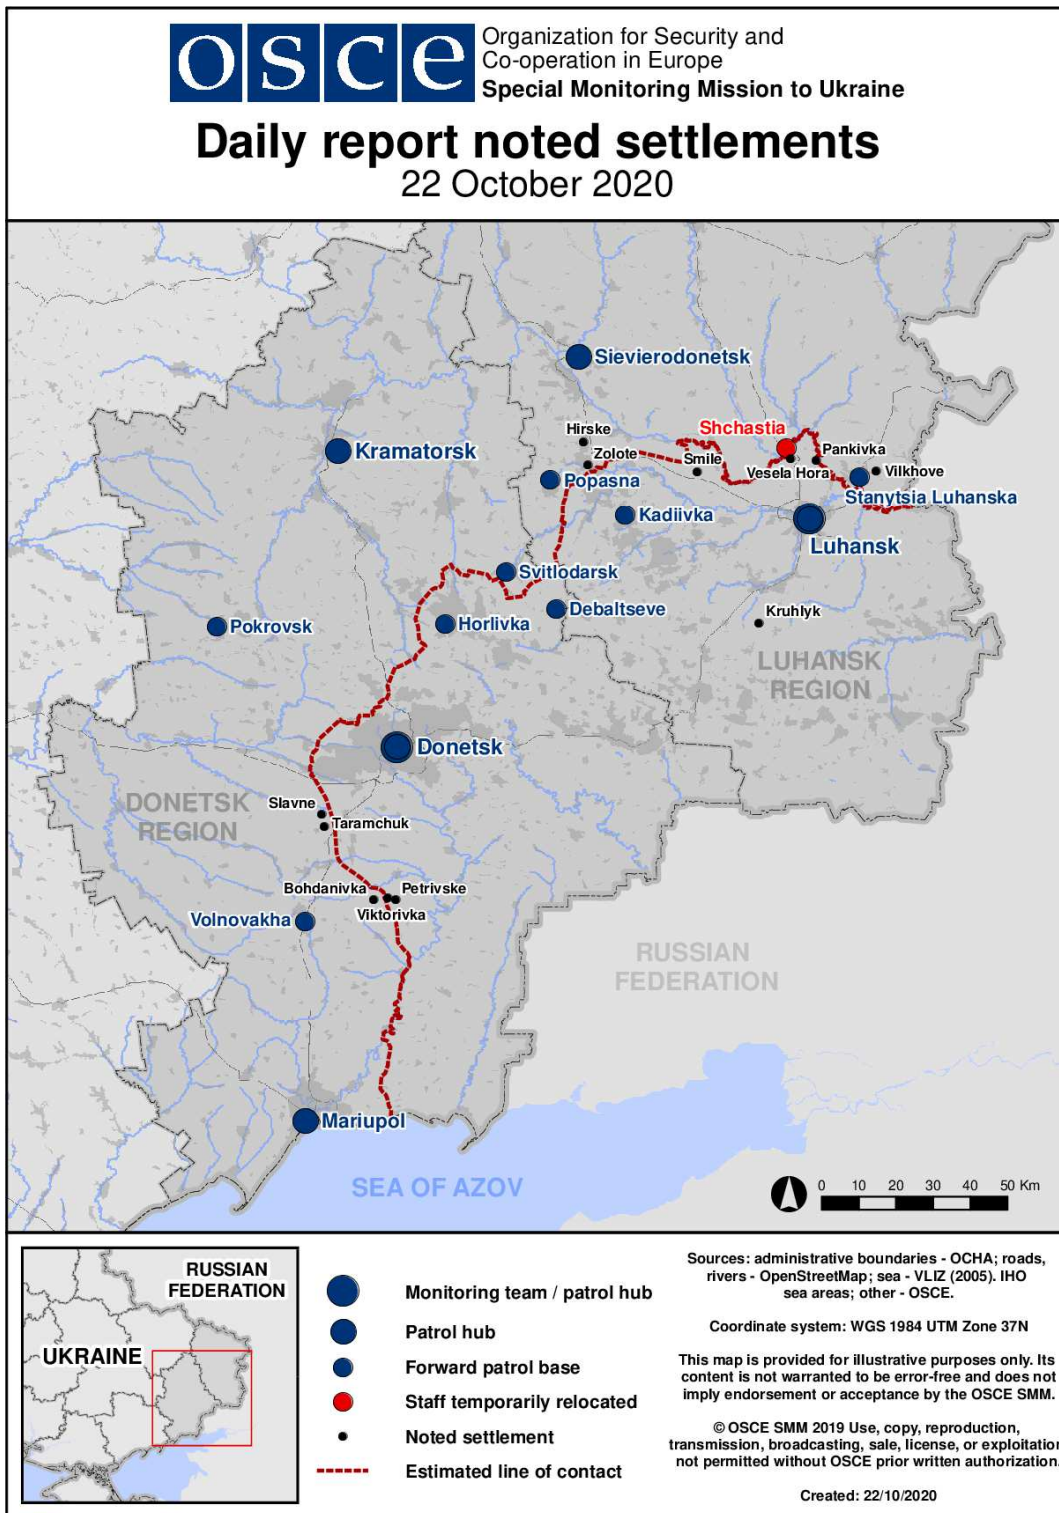 osce
Organization for Security and
Co-operation in Europe
Special Monitoring Mission to Ukraine
Daily report noted settlements
22 October 2020
Sievierodonetsk
Shchastia
Hirske
Kramatorsk
Zolote
Pankivka
Smile
Vesela Hora
Vilkhove
Popasna
Stanytsia Luhanska
Kadiivka
Luhansk
Svitlodarsk
Debaltseve
Kruhlyk
Pokrovsk
Horlivka
LUHANSK
REGION
Donetsk
DONETSK
REGION
Slavne
Taramchuk
Bohdanivka
Petrivske
Viktorivka
Volnovakha
RUSSIAN
FEDERATION
Mariupol
SEA OF AZOV
0 10 20 30 40 50 Km
RUSSIAN
FEDERATION
UKRAINE
Monitoring team / patrol hub
Patrol hub
Forward patrol base
Staff temporarily relocated
Noted settlement
Estimated line of contact
Sources: administrative boundaries - OCHA; roads,
rivers - OpenStreetMap; sea - VLIZ (2005). IHO
sea areas; other - OSCE.
Coordinate system: WGS 1984 UTM Zone 37N
This map is provided for illustrative purposes only. Its
content is not warranted to be error-free and does not
imply endorsement or acceptance by the OSCE SMM.
© OSCE SMM 2019 Use, copy, reproduction,
transmission, broadcasting, sale, license, or exploitation
not permitted without OSCE prior written authorization.
Created: 22/10/2020